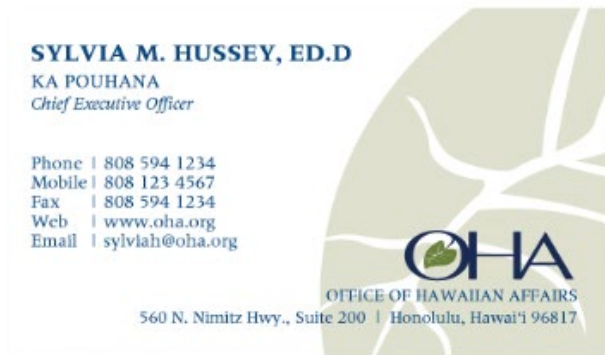 SYLVIA M. HUSSEY, ED.D
KA POUHANA
Chief Executive Officer
Phone | 808 594 1234
Mobile | 808 123 4567
Fax | 808 594 1234
Web | www.oha.org
Email | sylviah@oha.org
OHA
OFFICE OF HAWAIIAN AFFAIRS
560 N. Nimitz Hwy., Suite 200 | Honolulu, Hawai‘i 96817